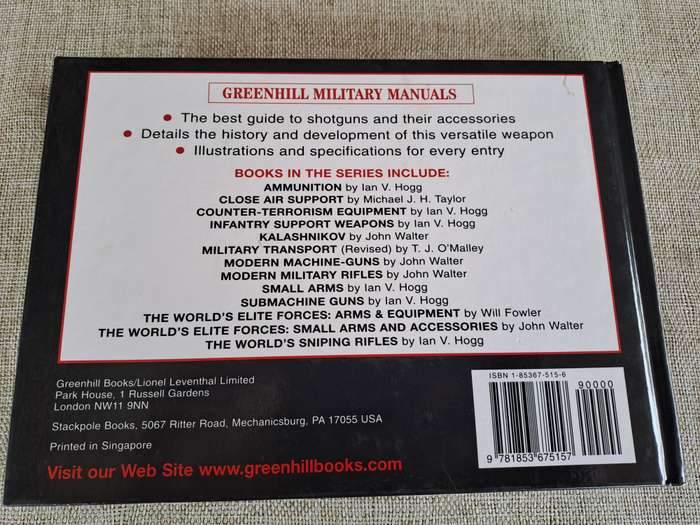 GREENHILL MILITARY MANUALS
• The best guide to shotguns and their accessories
• Details the history and development of this versatile weapon
• Illustrations and specifications for every entry
BOOKS IN THE SERIES INCLUDE:
AMMUNITION by Ian V. Hogg
CLOSE AIR SUPPORT by Michael J. H. Taylor
COUNTER-TERRORISM EQUIPMENT by Ian V. Hogg
INFANTRY SUPPORT WEAPONS by Ian V. Hogg
KALASHNIKOV by John Walter
MILITARY TRANSPORT (Revised) by T. J. O'Malley
MODERN MACHINE-GUNS by John Walter
MODERN MILITARY RIFLES by John Walter
SMALL ARMS by Ian V. Hogg
SUBMACHINE GUNS by Ian V. Hogg
THE WORLD'S ELITE FORCES: ARMS & EQUIPMENT by Will Fowler
THE WORLD'S ELITE FORCES: SMALL ARMS AND ACCESSORIES by John Walter
THE WORLD'S SNIPING RIFLES by Ian V. Hogg
Greenhill Books/Lionel Leventhal Limited
Park House, 1 Russell Gardens
London NW11 9NN
Stackpole Books, 5067 Ritter Road, Mechanicsburg, PA 17055 USA
Printed in Singapore
Visit our Web Site www.greenhillbooks.com
ISBN 1-85367-515-6
90000
9 781853 675157